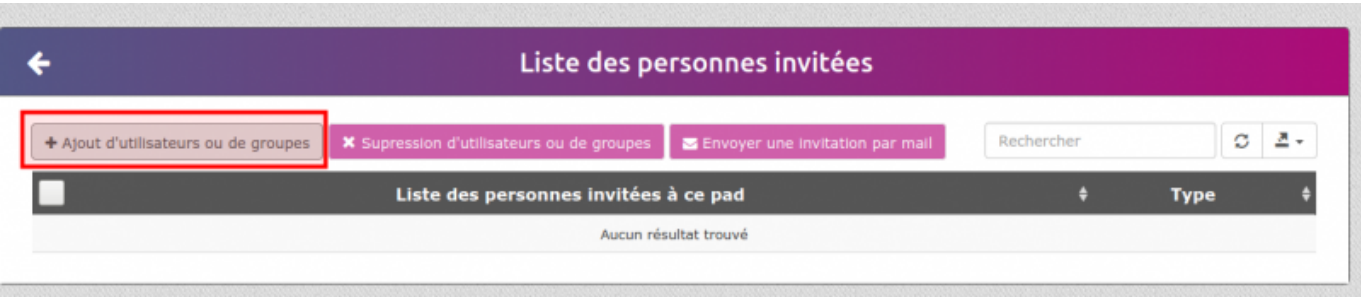 Liste des personnes invitées
Ajout d'utilisateurs ou de groupes Supression d'utilisateurs ou de groupes Envoyer une invitation par mail Rechercher
Liste des personnes invitées à ce pad Type
Aucun résultat trouvé